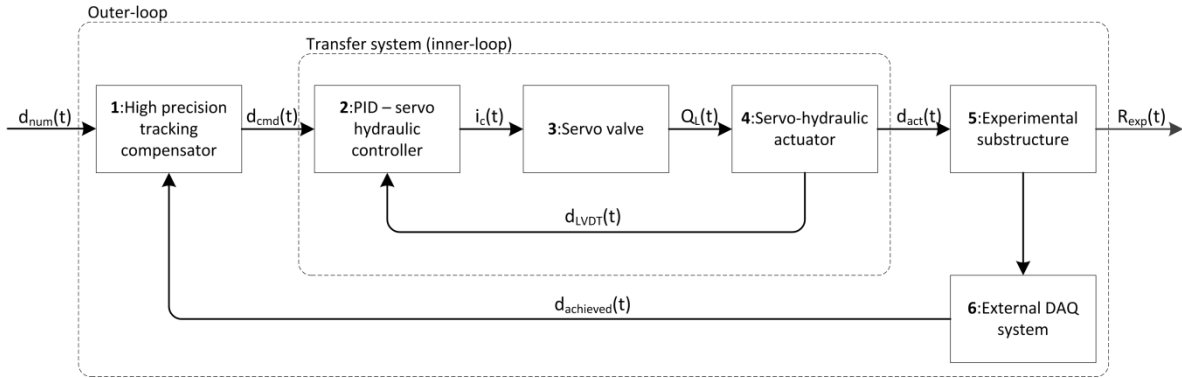 Outer-loop
Transfer system (inner-loop)
d_num(t)
1:High precision
tracking
compensator
d_cmd(t)
2:PID – servo
hydraulic
controller
i_c(t)
3:Servo valve
Q_L(t)
4:Servo-hydraulic
actuator
d_act(t)
5:Experimental
substructure
R_exp(t)
d_LVDT(t)
d_achieved(t)
6:External DAQ
system